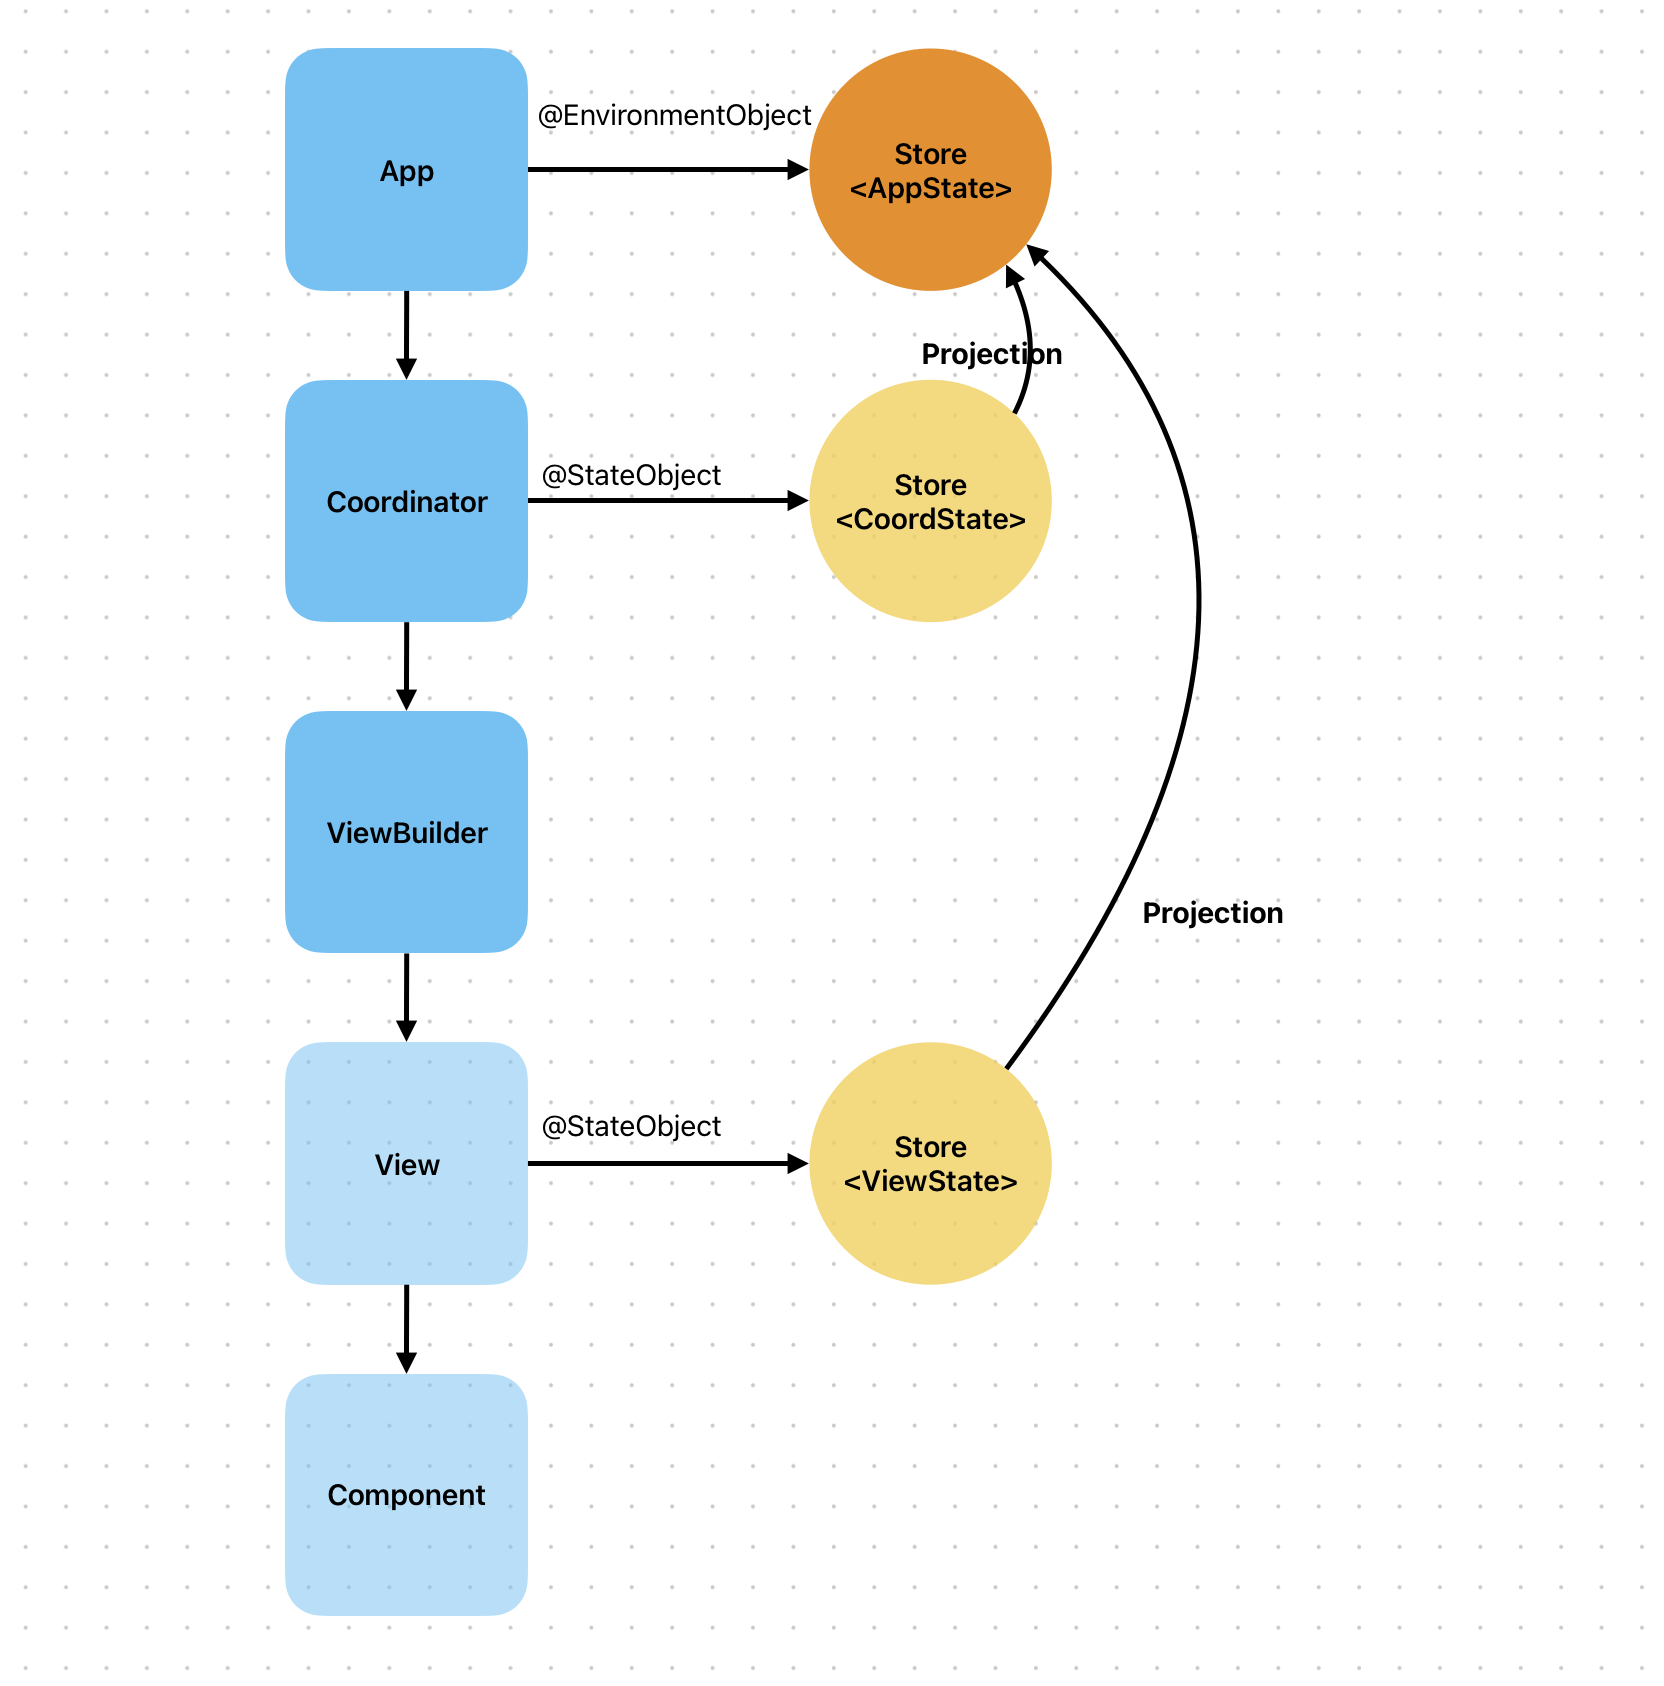 App
@EnvironmentObject
Store
<AppState>
Projection
Coordinator
@StateObject
Store
<CoordState>
ViewBuilder
Projection
View
@StateObject
Store
<ViewState>
Component